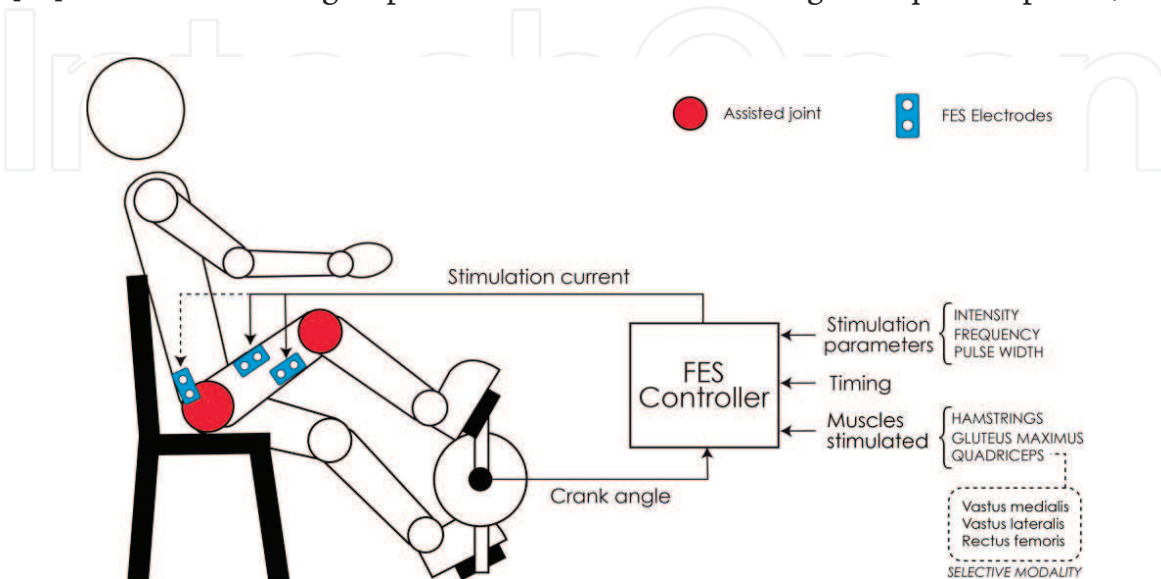 Assisted joint
FES Electrodes
Stimulation current
FES
Controller
Stimulation
parameters
INTENSITY
FREQUENCY
PULSE WIDTH
Timing
Muscles
stimulated
HAMSTRINGS
GLUTEUS MAXIMUS
QUADRICEPS
Crank angle
Vastus medialis
Vastus lateralis
Rectus femoris
SELECTIVE MODALITY